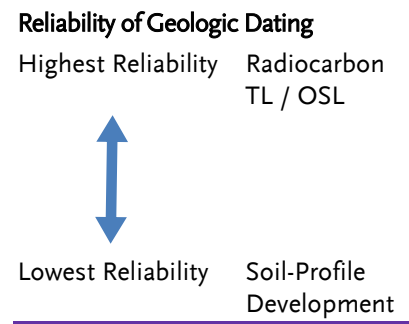 Reliability of Geologic Dating
Highest Reliability Radiocarbon
TL / OSL
Lowest Reliability Soil-Profile
Development